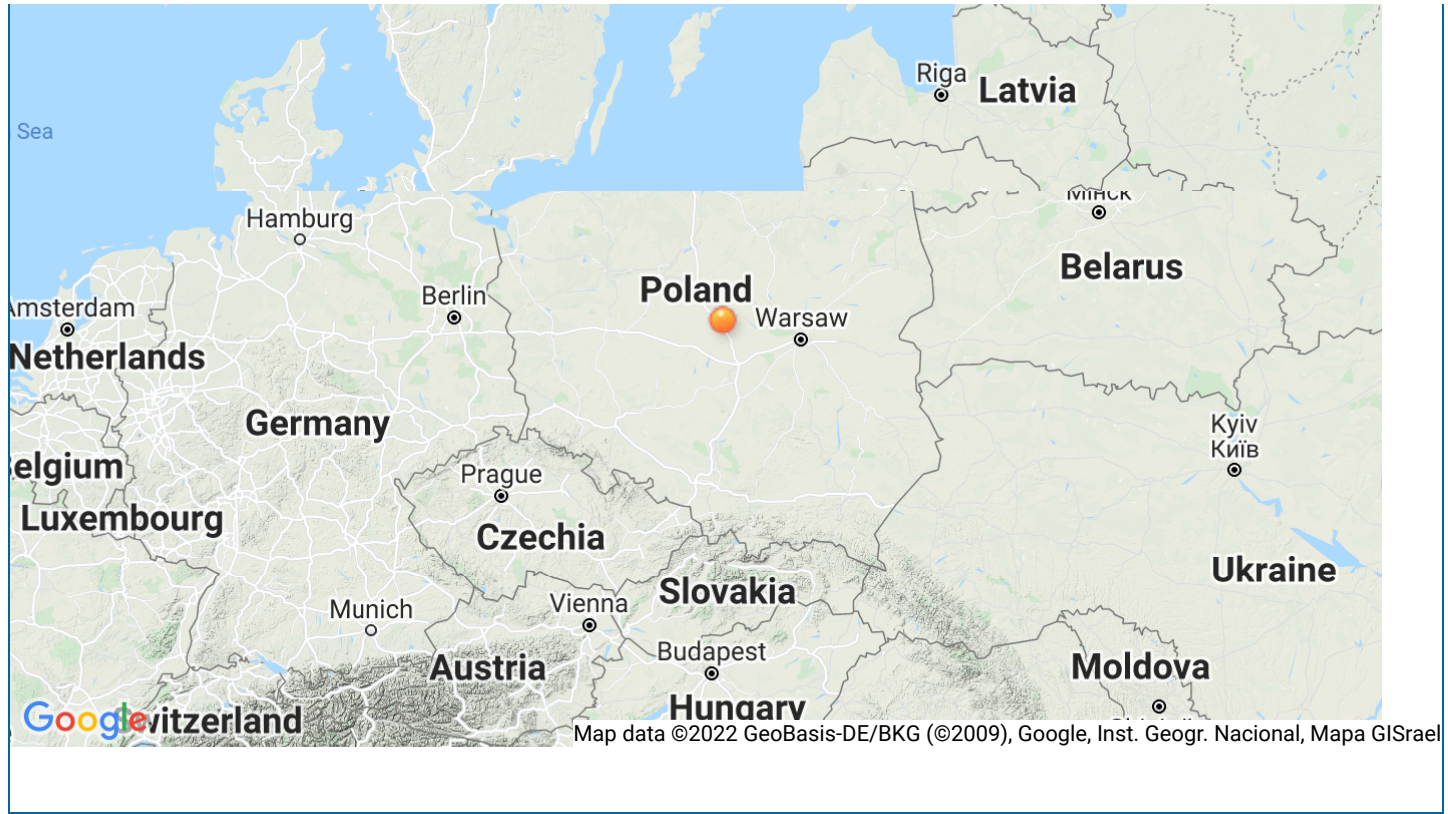 Riga
Latvia
Sea
Hamburg
Belarus
Poland
Berlin
Amsterdam
Warsaw
Netherlands
Germany
Kyiv
Київ
Belgium
Prague
Luxembourg
Czechia
Ukraine
Slovakia
Munich
Vienna
Budapest
Austria
Moldova
Hungary
Google
witzerland
Map data ©2022 GeoBasis-DE/BKG (©2009), Google, Inst. Geogr. Nacional, Mapa GISrael